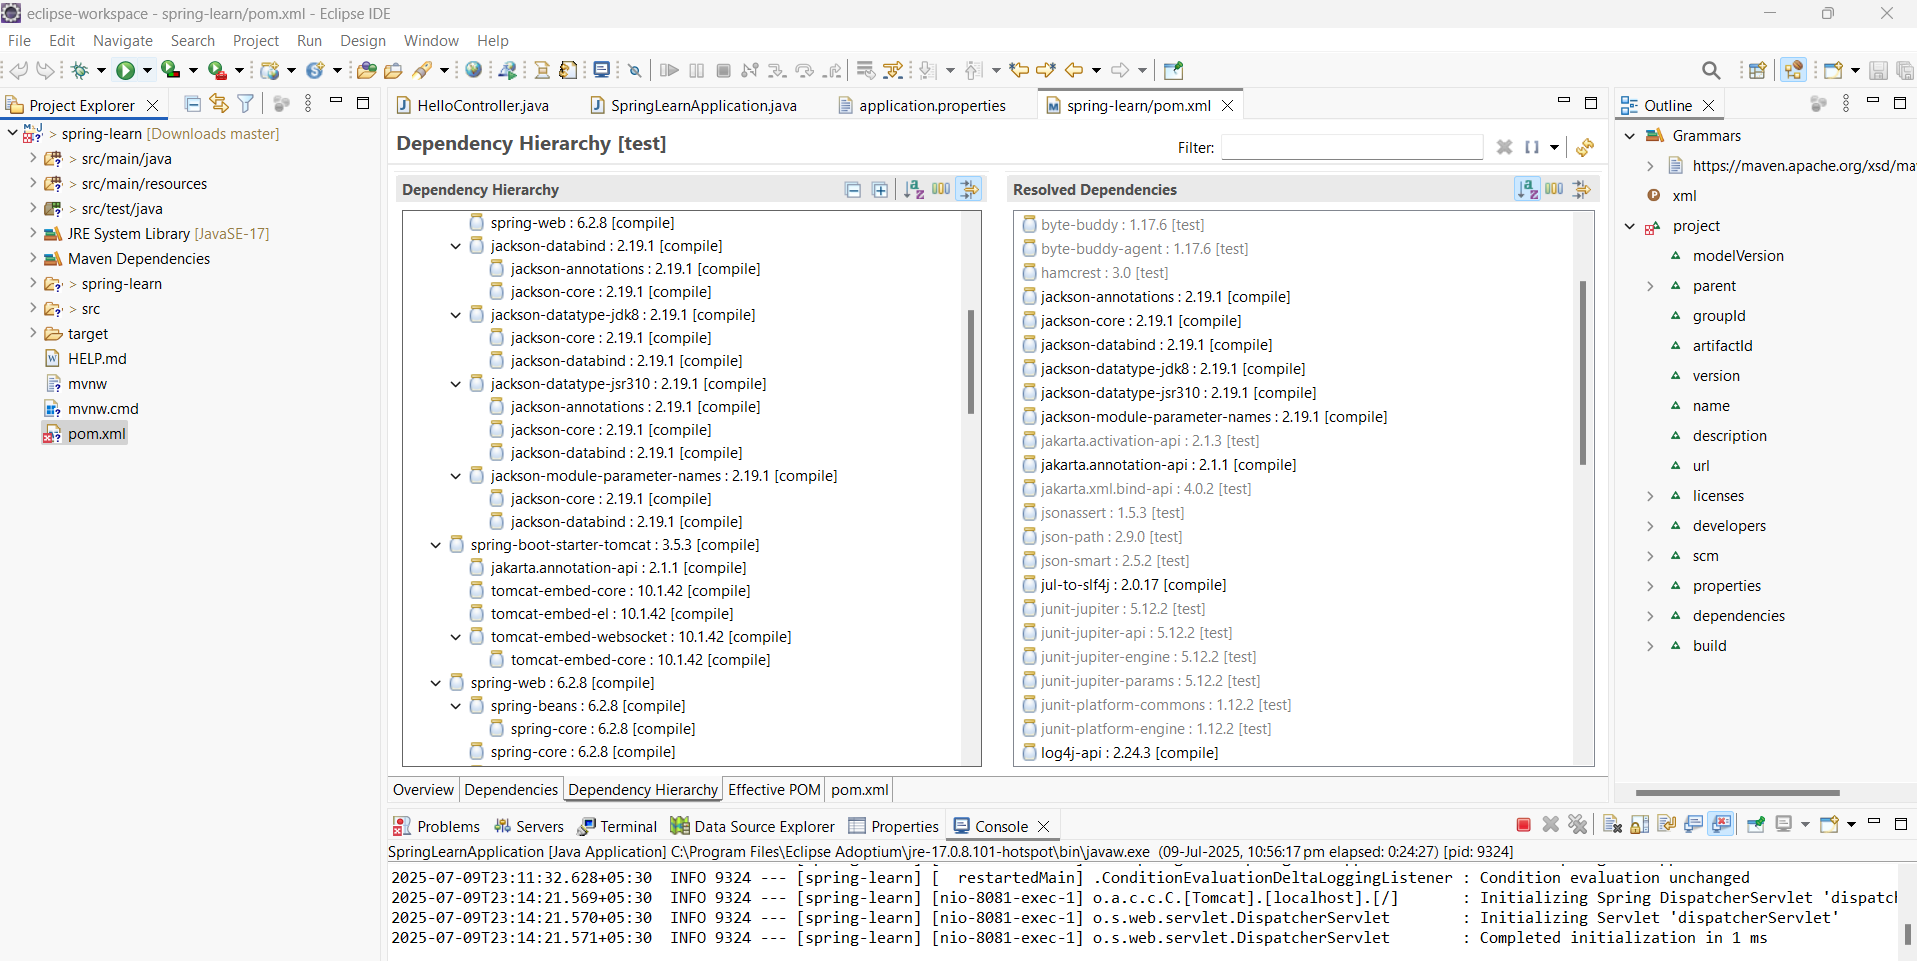 eclipse-workspace - spring-learn/pom.xml - Eclipse IDE
File Edit Navigate Search Project Run Design Window Help
Project Explorer
> spring-learn [Downloads master]
> src/main/java
> src/main/resources
> src/test/java
JRE System Library [JavaSE-17]
Maven Dependencies
> spring-learn
> src
target
HELP.md
mvnw
mvnw.cmd
pom.xml
HelloController.java SpringLearnApplication.java application.properties spring-learn/pom.xml
Dependency Hierarchy [test]
Filter:
Dependency Hierarchy
spring-web : 6.2.8 [compile]
jackson-databind : 2.19.1 [compile]
jackson-annotations : 2.19.1 [compile]
jackson-core : 2.19.1 [compile]
jackson-datatype-jdk8 : 2.19.1 [compile]
jackson-core : 2.19.1 [compile]
jackson-databind : 2.19.1 [compile]
jackson-datatype-jsr310 : 2.19.1 [compile]
jackson-annotations : 2.19.1 [compile]
jackson-core : 2.19.1 [compile]
jackson-databind : 2.19.1 [compile]
jackson-module-parameter-names : 2.19.1 [compile]
jackson-core : 2.19.1 [compile]
jackson-databind : 2.19.1 [compile]
spring-boot-starter-tomcat : 3.5.3 [compile]
jakarta.annotation-api : 2.1.1 [compile]
tomcat-embed-core : 10.1.42 [compile]
tomcat-embed-el : 10.1.42 [compile]
tomcat-embed-websocket : 10.1.42 [compile]
tomcat-embed-core : 10.1.42 [compile]
spring-web : 6.2.8 [compile]
spring-beans : 6.2.8 [compile]
spring-core : 6.2.8 [compile]
spring-core : 6.2.8 [compile]
Resolved Dependencies
byte-buddy : 1.17.6 [test]
byte-buddy-agent : 1.17.6 [test]
hamcrest : 3.0 [test]
jackson-annotations : 2.19.1 [compile]
jackson-core : 2.19.1 [compile]
jackson-databind : 2.19.1 [compile]
jackson-datatype-jdk8 : 2.19.1 [compile]
jackson-datatype-jsr310 : 2.19.1 [compile]
jackson-module-parameter-names : 2.19.1 [compile]
jakarta.activation-api : 2.1.3 [test]
jakarta.annotation-api : 2.1.1 [compile]
jakarta.xml.bind-api : 4.0.2 [test]
jsonassert : 1.5.3 [test]
json-path : 2.9.0 [test]
json-smart : 2.5.2 [test]
jul-to-slf4j : 2.0.17 [compile]
junit-jupiter : 5.12.2 [test]
junit-jupiter-api : 5.12.2 [test]
junit-jupiter-engine : 5.12.2 [test]
junit-jupiter-params : 5.12.2 [test]
junit-platform-commons : 1.12.2 [test]
junit-platform-engine : 1.12.2 [test]
log4j-api : 2.24.3 [compile]
Overview Dependencies Dependency Hierarchy Effective POM pom.xml
Outline
Grammars
https://maven.apache.org/xsd/ma
xml
project
modelVersion
parent
groupId
artifactId
version
name
description
url
licenses
developers
scm
properties
dependencies
build
Problems Servers Terminal Data Source Explorer Properties Console
SpringLearnApplication [Java Application] C:\Program Files\Eclipse Adoptium\jre-17.0.8.101-hotspot\bin\javaw.exe (09-Jul-2025, 10:56:17 pm elapsed: 0:24:27) [pid: 9324]
2025-07-09T23:11:32.628+05:30 INFO 9324 --- [spring-learn] [ restartedMain] .ConditionEvaluationDeltaLoggingListener : Condition evaluation unchanged
2025-07-09T23:14:21.569+05:30 INFO 9324 --- [spring-learn] [nio-8081-exec-1] o.a.c.c.C.[Tomcat].[localhost].[/] : Initializing Spring DispatcherServlet 'dispatc
2025-07-09T23:14:21.570+05:30 INFO 9324 --- [spring-learn] [nio-8081-exec-1] o.s.web.servlet.DispatcherServlet : Initializing Servlet 'dispatcherServlet'
2025-07-09T23:14:21.571+05:30 INFO 9324 --- [spring-learn] [nio-8081-exec-1] o.s.web.servlet.DispatcherServlet : Completed initialization in 1 ms